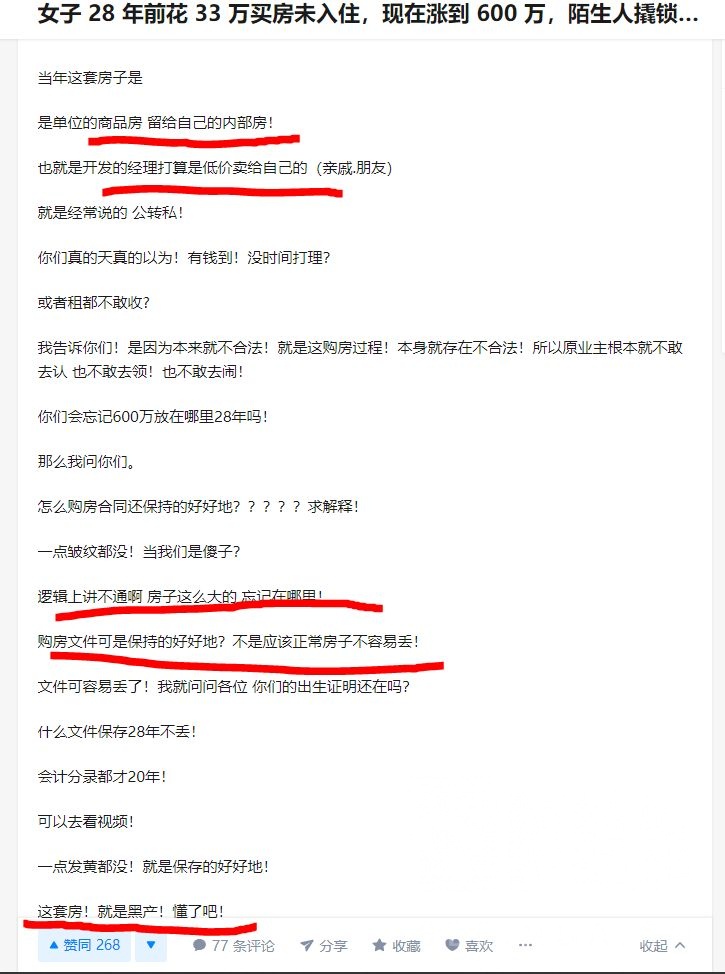 女子 28 年前花 33 万买房未入住，现在涨到 600 万，陌生人撬锁...
当年这套房子是
是单位的商品房 留给自己的内部房！
也就是开发的经理打算是低价卖给自己的（亲戚.朋友）
就是经常说的 公转私！
你们真的天真的以为！有钱到！没时间打理？
或者租都不敢收？
我告诉你们！是因为本来就不合法！就是这购房过程！本身就存在不合法！所以原业主根本就不敢
去认 也不敢去领！也不敢去闹！
你们会忘记600万放在哪里28年吗！
那么我问你们。
怎么购房合同还保持的好好地？？？？？求解释！
一点皱纹都没！当我们是傻子？
逻辑上讲不通啊 房子这么大的 忘记在哪里！
购房文件可是保持的好好地？不是应该正常房子不容易丢！
文件可容易丢了！我就问问各位 你们的出生证明还在吗？
什么文件保存28年不丢！
会计分录都才20年！
可以去看视频！
一点发黄都没！就是保存的好好地！
这套房！就是黑产！懂了吧！
赞同 268
77 条评论
分享
收藏
喜欢
收起